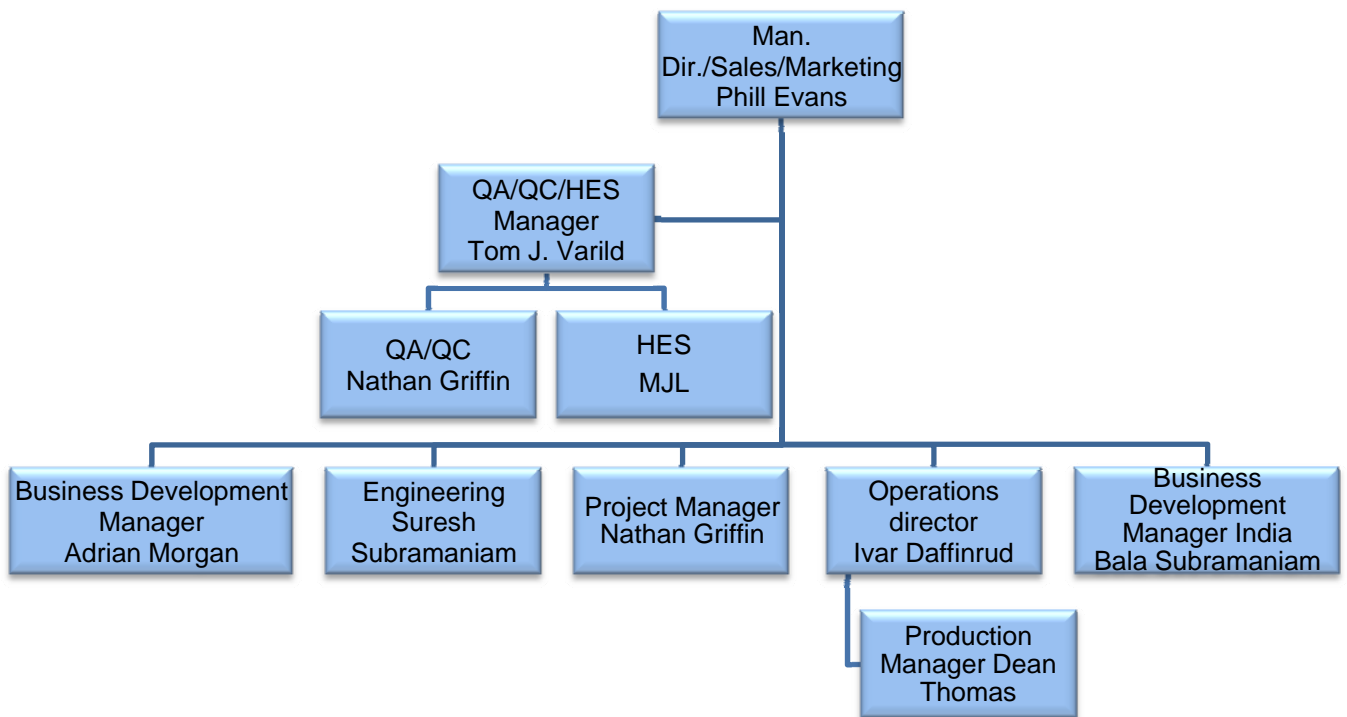 Man.
Dir./Sales/Marketing
Phill Evans
QA/QC/HES
Manager
Tom J. Varild
QA/QC
Nathan Griffin
HES
MJL
Business Development
Manager
Adrian Morgan
Engineering
Suresh
Subramaniam
Project Manager
Nathan Griffin
Operations
director
Ivar Daffinrud
Business
Development
Manager India
Bala Subramaniam
Production
Manager Dean
Thomas